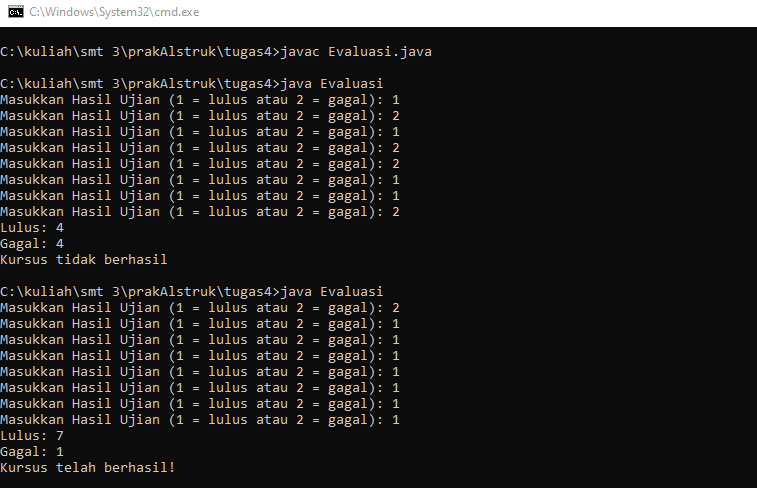 C:\Windows\System32\cmd.exe
C:\kuliah\smt 3\prakAlstruk\tugas4>javac Evaluasi.java
C:\kuliah\smt 3\prakAlstruk\tugas4>java Evaluasi
Masukkan Hasil Ujian (1 = lulus atau 2 = gagal): 1
Masukkan Hasil Ujian (1 = lulus atau 2 = gagal): 2
Masukkan Hasil Ujian (1 = lulus atau 2 = gagal): 1
Masukkan Hasil Ujian (1 = lulus atau 2 = gagal): 2
Masukkan Hasil Ujian (1 = lulus atau 2 = gagal): 2
Masukkan Hasil Ujian (1 = lulus atau 2 = gagal): 1
Masukkan Hasil Ujian (1 = lulus atau 2 = gagal): 1
Masukkan Hasil Ujian (1 = lulus atau 2 = gagal): 2
Lulus: 4
Gagal: 4
Kursus tidak berhasil
C:\kuliah\smt 3\prakAlstruk\tugas4>java Evaluasi
Masukkan Hasil Ujian (1 = lulus atau 2 = gagal): 2
Masukkan Hasil Ujian (1 = lulus atau 2 = gagal): 1
Masukkan Hasil Ujian (1 = lulus atau 2 = gagal): 1
Masukkan Hasil Ujian (1 = lulus atau 2 = gagal): 1
Masukkan Hasil Ujian (1 = lulus atau 2 = gagal): 1
Masukkan Hasil Ujian (1 = lulus atau 2 = gagal): 1
Masukkan Hasil Ujian (1 = lulus atau 2 = gagal): 1
Masukkan Hasil Ujian (1 = lulus atau 2 = gagal): 1
Lulus: 7
Gagal: 1
Kursus telah berhasil!